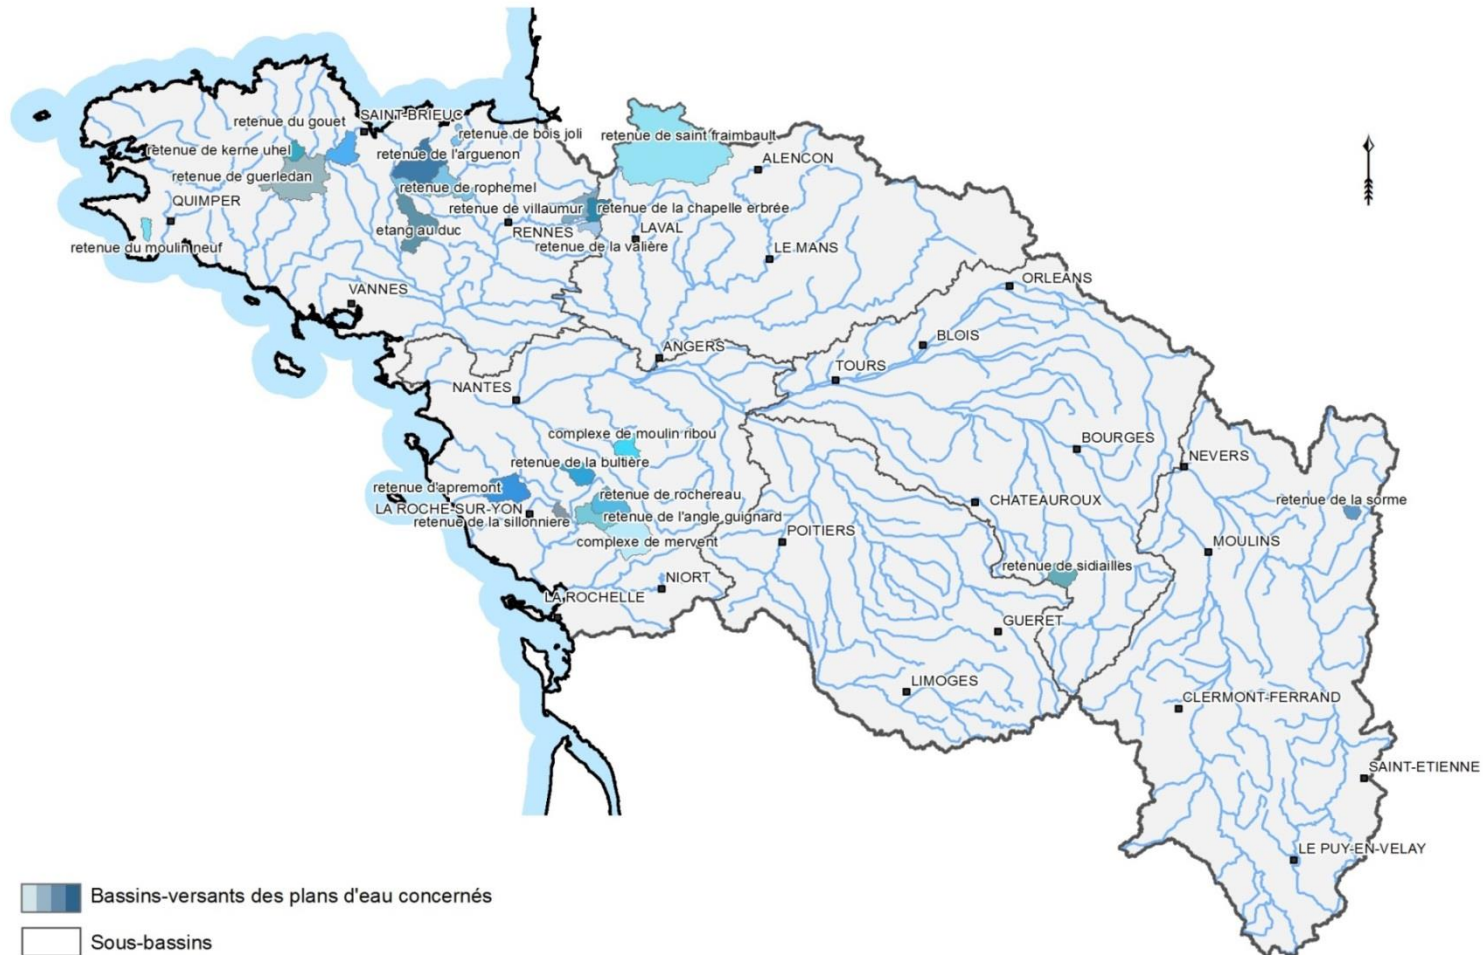 SAINT-BRIEUC
retenue du gouet
retenue de bois joli
retenue de saint fraimbault
retenue de kerne uhel
retenue de l'arguenon
ALENCON
retenue de guerledan
retenue de rophemel
QUIMPER
retenue de villaumur
retenue de la chapelle erbrée
etang au duc
RENNES
LAVAL
retenue du moulin neuf
retenue de la valière
LE MANS
ORLEANS
VANNES
BLOIS
ANGERS
TOURS
NANTES
complexe de moulin ribou
BOURGES
NEVERS
retenue de la bultière
retenue d'apremont
retenue de rochereau
CHATEAUROUX
retenue de la sorme
LA ROCHE-SUR-YON
retenue de la sillonniere
retenue de l'angle guignard
POITIERS
MOULINS
complexe de mervent
retenue de sidiailles
NIORT
LA ROCHELLE
GUERET
LIMOGES
CLERMONT-FERRAND
SAINT-ETIENNE
LE PUY-EN-VELAY
Bassins-versants des plans d'eau concernés
Sous-bassins